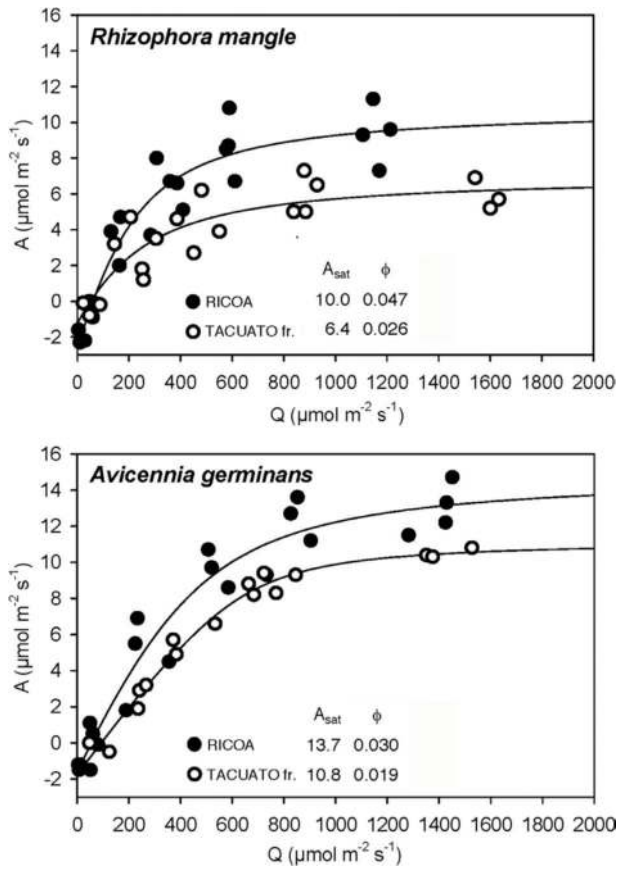 Rhizophora mangle
A (µmol m-2 s-1)
16
14
12
10
8
6
4
2
0
-2
Asat ϕ
RICOA 10.0 0.047
TACUATO fr. 6.4 0.026
0 200 400 600 800 1000 1200 1400 1600 1800 2000
Q (µmol m-2 s-1)
Avicennia germinans
A (µmol m-2 s-1)
16
14
12
10
8
6
4
2
0
-2
Asat ϕ
RICOA 13.7 0.030
TACUATO fr. 10.8 0.019
0 200 400 600 800 1000 1200 1400 1600 1800 2000
Q (µmol m-2 s-1)